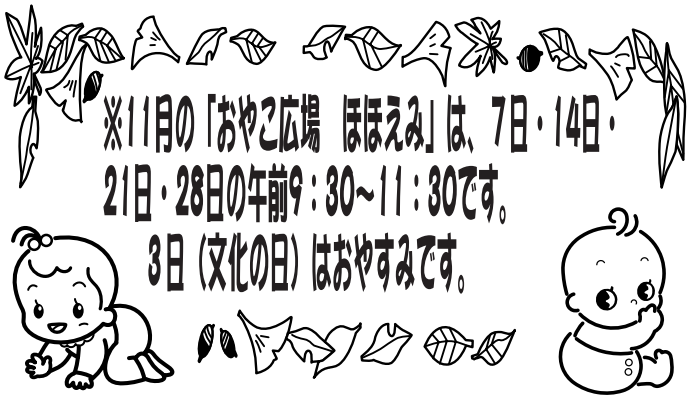 ※11月の「おやこ広場　ほほえみ」は、7日・14日・
21日・28日の午前9：30～11：30です。
3日（文化の日）はおやすみです。